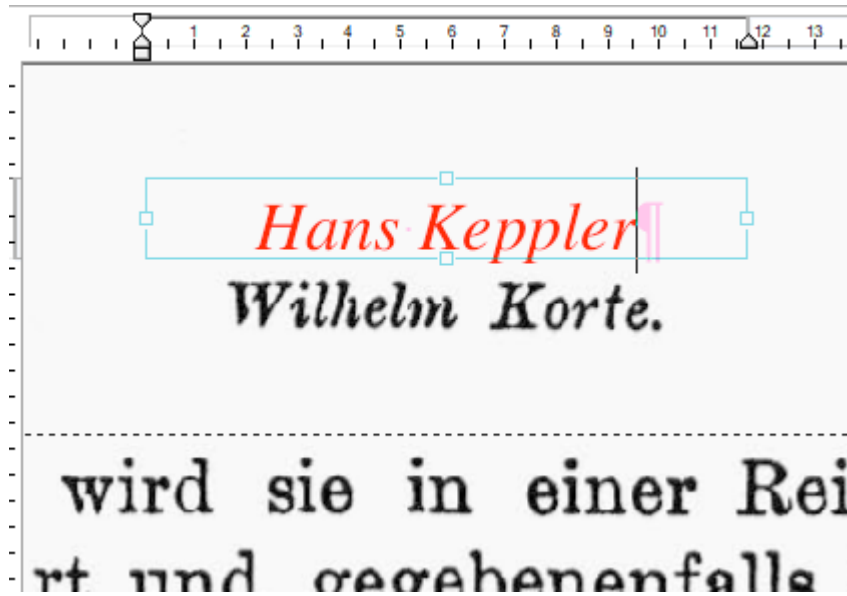 1 2 3 4 5 6 7 8 9 10 11 12 13
Hans Keppler¶
Wilhelm Korte.
wird sie in einer Rei
rt und gegebenenfalls